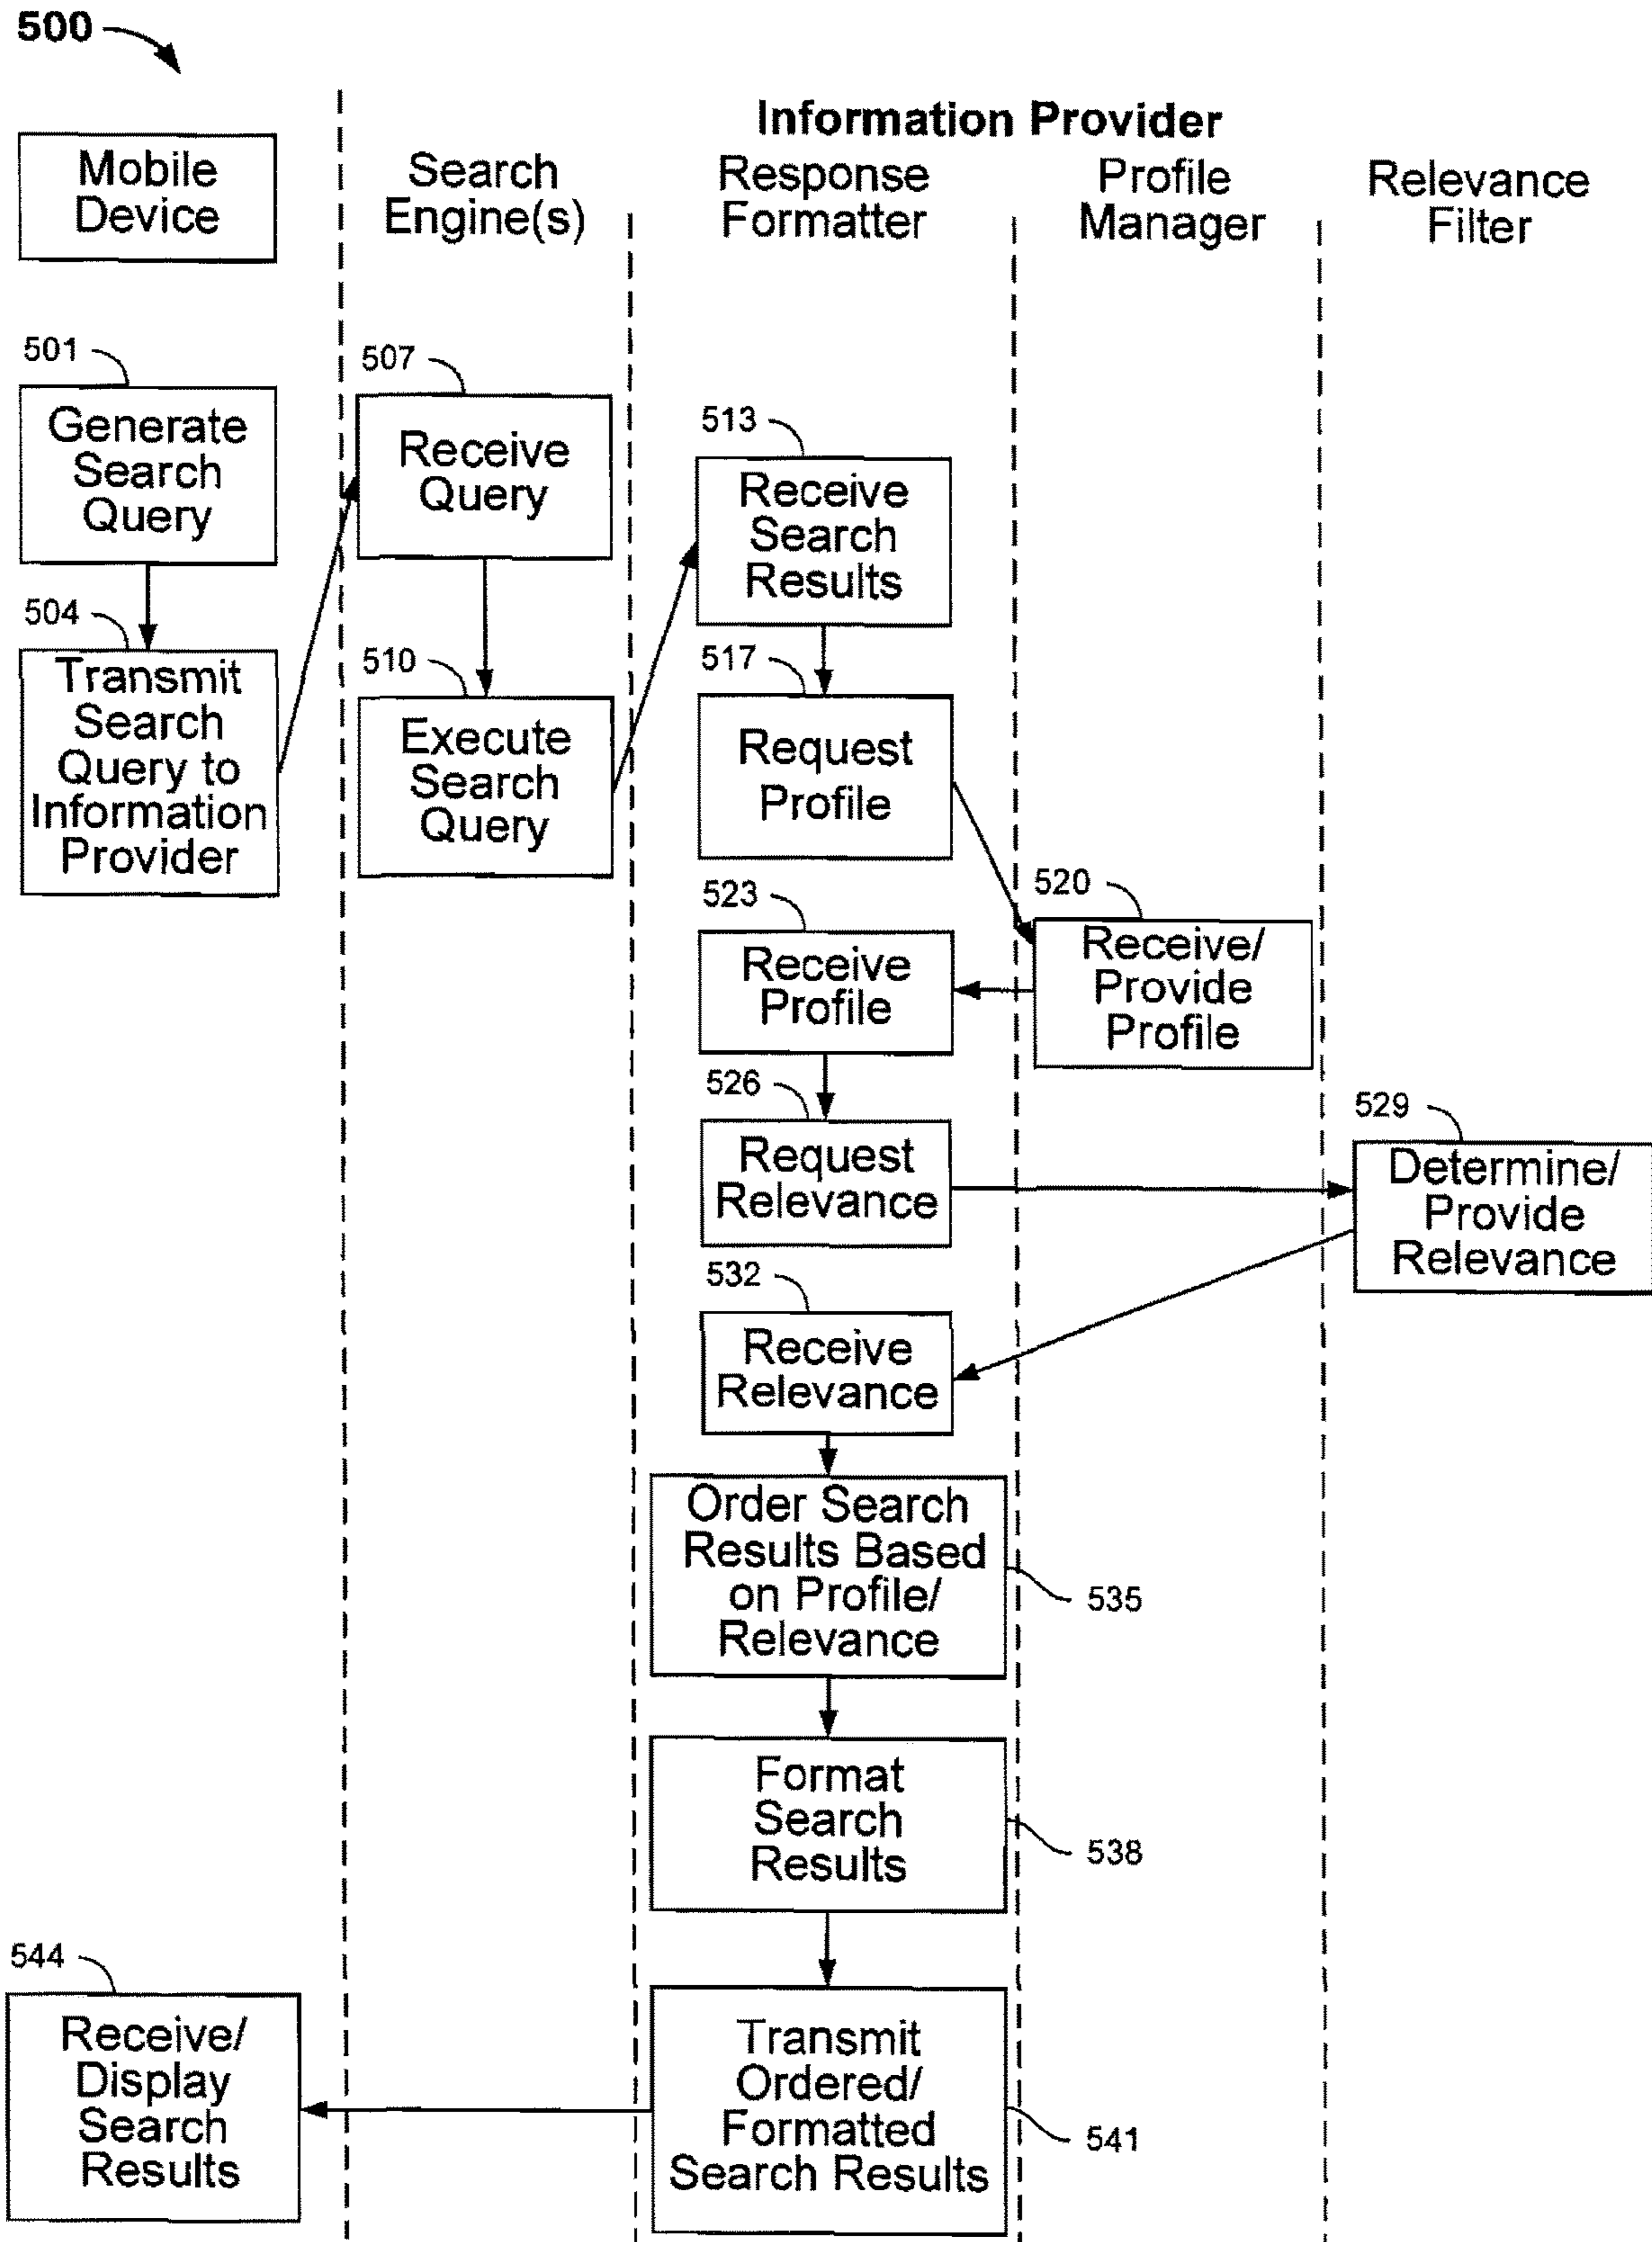 500
Information Provider
Mobile
Device
Search
Engine(s)
Response
Formatter
Profile
Manager
Relevance
Filter
501
Generate
Search
Query
504
Transmit
Search
Query to
Information
Provider
507
Receive
Query
510
Execute
Search
Query
513
Receive
Search
Results
517
Request
Profile
520
Receive/
Provide
Profile
523
Receive
Profile
526
Request
Relevance
529
Determine/
Provide
Relevance
532
Receive
Relevance
Order Search
Results Based
on Profile/
Relevance
535
Format
Search
Results
538
Transmit
Ordered/
Formatted
Search Results
541
544
Receive/
Display
Search
Results